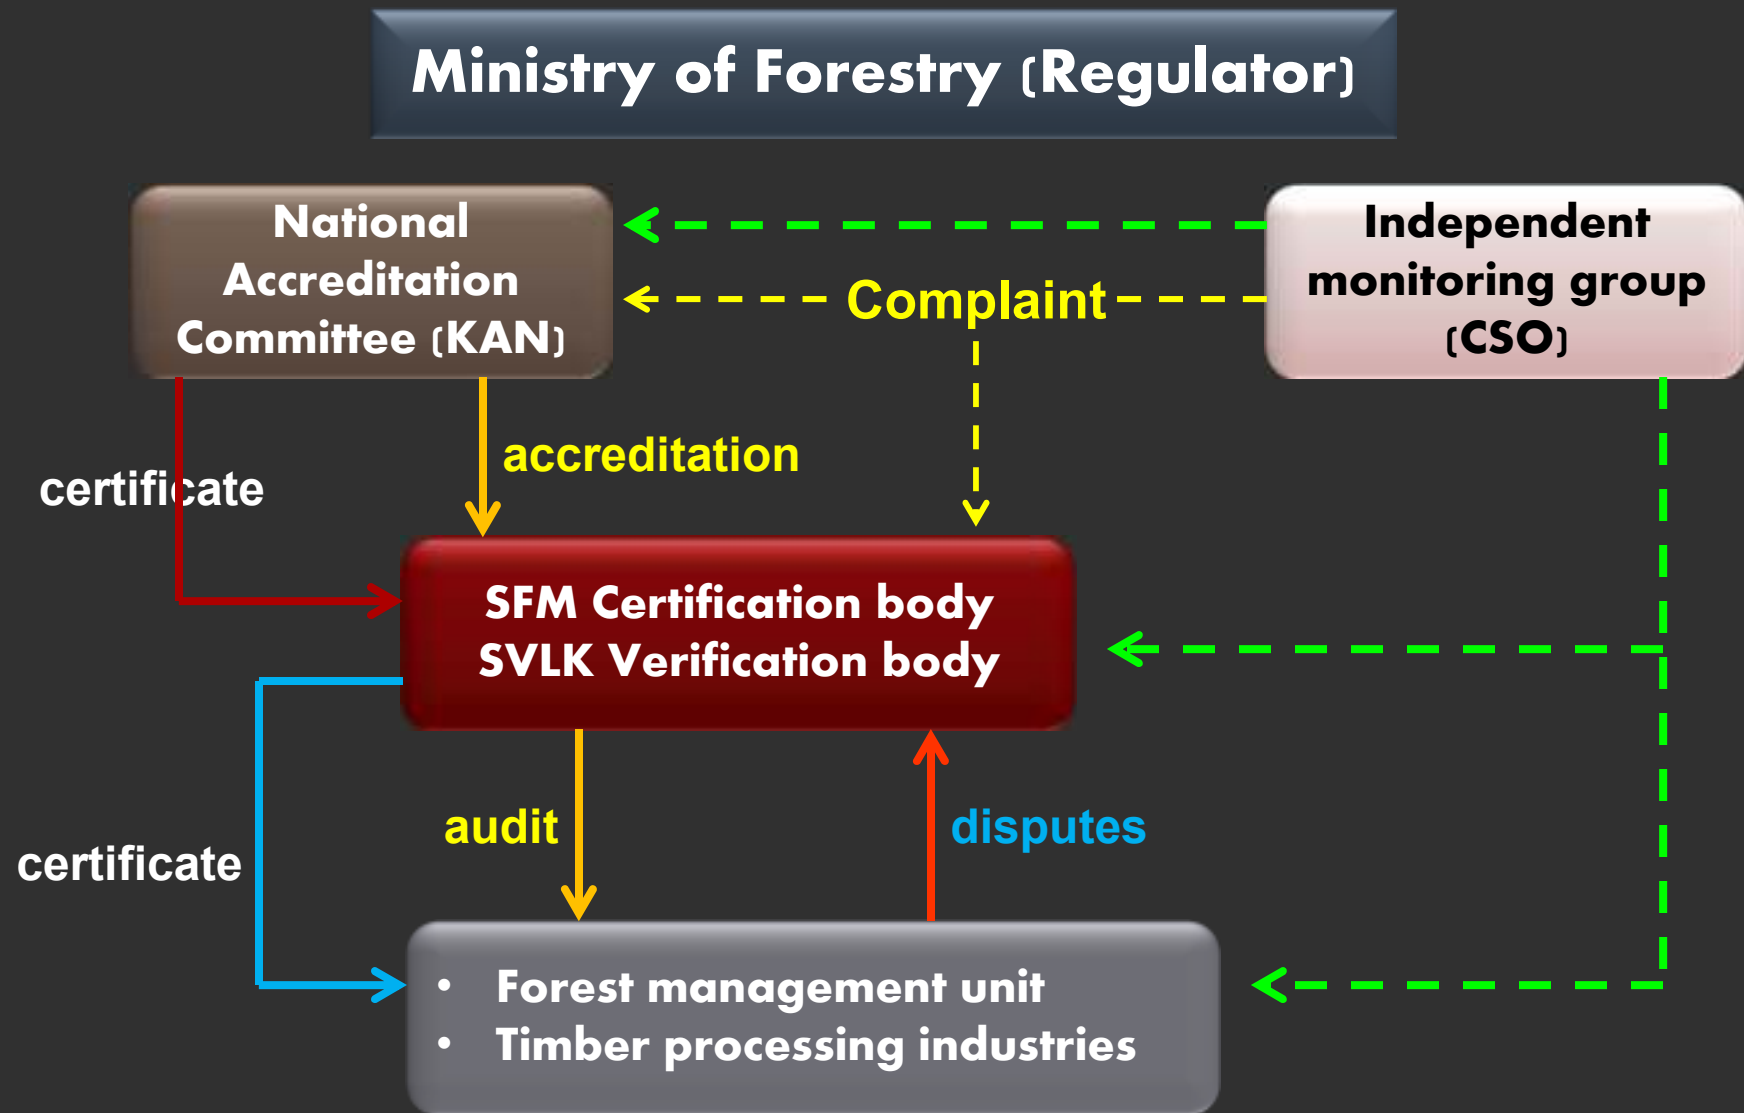 Ministry of Forestry (Regulator)
National
Accreditation
Committee (KAN)
Independent
monitoring group
(CSO)
Complaint
accreditation
certificate
SFM Certification body
SVLK Verification body
audit
disputes
certificate
• Forest management unit
• Timber processing industries